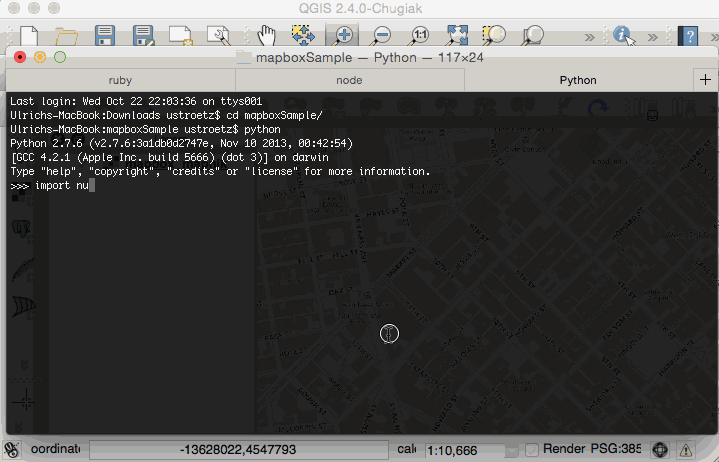 QGIS 2.4.0-Chugiak
mapboxSample — Python — 117×24
ruby
node
Python
Last login: Wed Oct 22 22:03:36 on ttys001
Ulrichs-MacBook:Downloads ustroetz$ cd mapboxSample/
Ulrichs-MacBook:mapboxSample ustroetz$ python
Python 2.7.6 (v2.7.6:3a1db0d2747e, Nov 10 2013, 00:42:54)
[GCC 4.2.1 (Apple Inc. build 5666) (dot 3)] on darwin
Type "help", "copyright", "credits" or "license" for more information.
>>> import nu
oordinate
-13628022,4547793
cale
1:10,666
Render
PSG:385